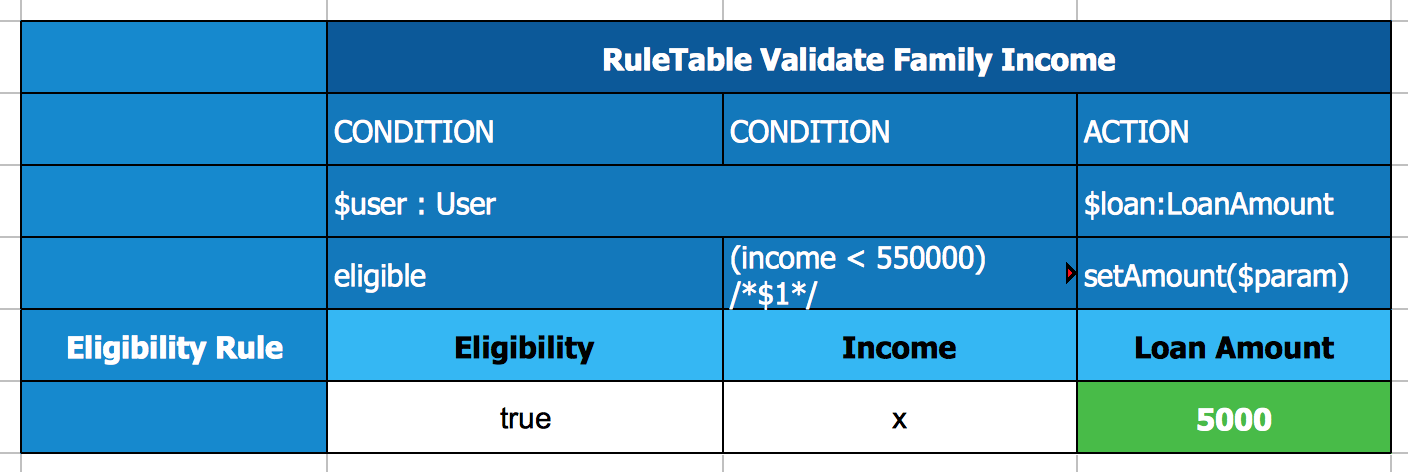 RuleTable Validate Family Income
CONDITION CONDITION ACTION
$user : User $loan:LoanAmount
eligible (income < 550000) setAmount($param)
/*$1*/
Eligibility Rule Eligibility Income Loan Amount
true x 5000